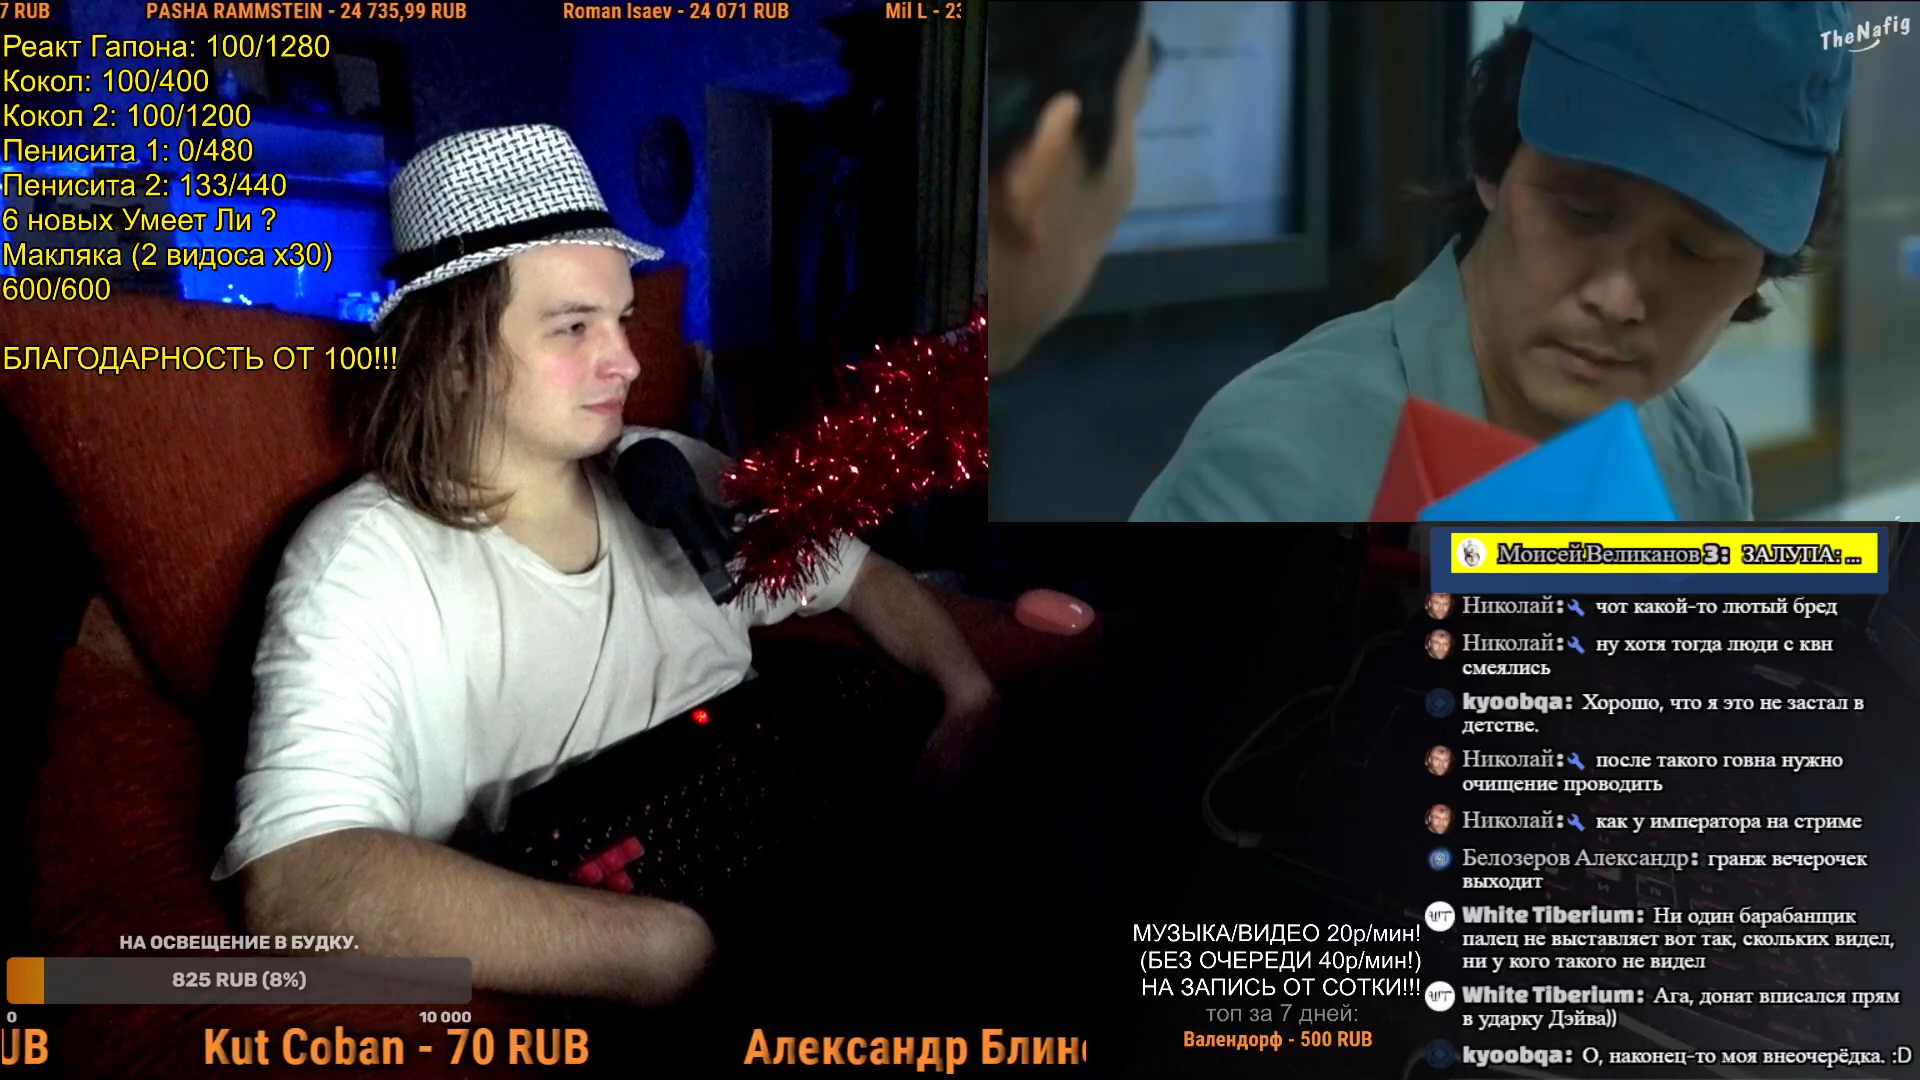 7 RUB PASHA RAMMSTEIN - 24 735,99 RUB Roman Isaev - 24 071 RUB Mil L - 23
Реакт Гапона: 100/1280
Кокол: 100/400
Кокол 2: 100/1200
Пенисита 1: 0/480
Пенисита 2: 133/440
6 новых Умеет Ли ?
Макляка (2 видоса х30)
600/600
БЛАГОДАРНОСТЬ ОТ 100!!!
TheNafig
Моисей Великанов 3: ЗАЛУПА: ...
Николай: чот какой-то лютый бред
Николай: ну хотя тогда люди с квн
смеялись
kyoobqa: Хорошо, что я это не застал в
детстве.
Николай: после такого говна нужно
очищение проводить
Николай: как у императора на стриме
Белозеров Александр: гранж вечерочек
выходит
White Tiberium: Ни один барабанщик
палец не выставляет вот так, скольких видел,
ни у кого такого не видел
White Tiberium: Ага, донат вписался прям
в ударку Дэйва))
kyoobqa: О, наконец-то моя внеочерёдка. :D
МУЗЫКА/ВИДЕО 20р/мин!
(БЕЗ ОЧЕРЕДИ 40р/мин!)
НА ЗАПИСЬ ОТ СОТКИ!!!
топ за 7 дней:
Валендорф - 500 RUB
НА ОСВЕЩЕНИЕ В БУДКУ.
825 RUB (8%)
0 10 000
UB Kut Coban - 70 RUB Александр Блин